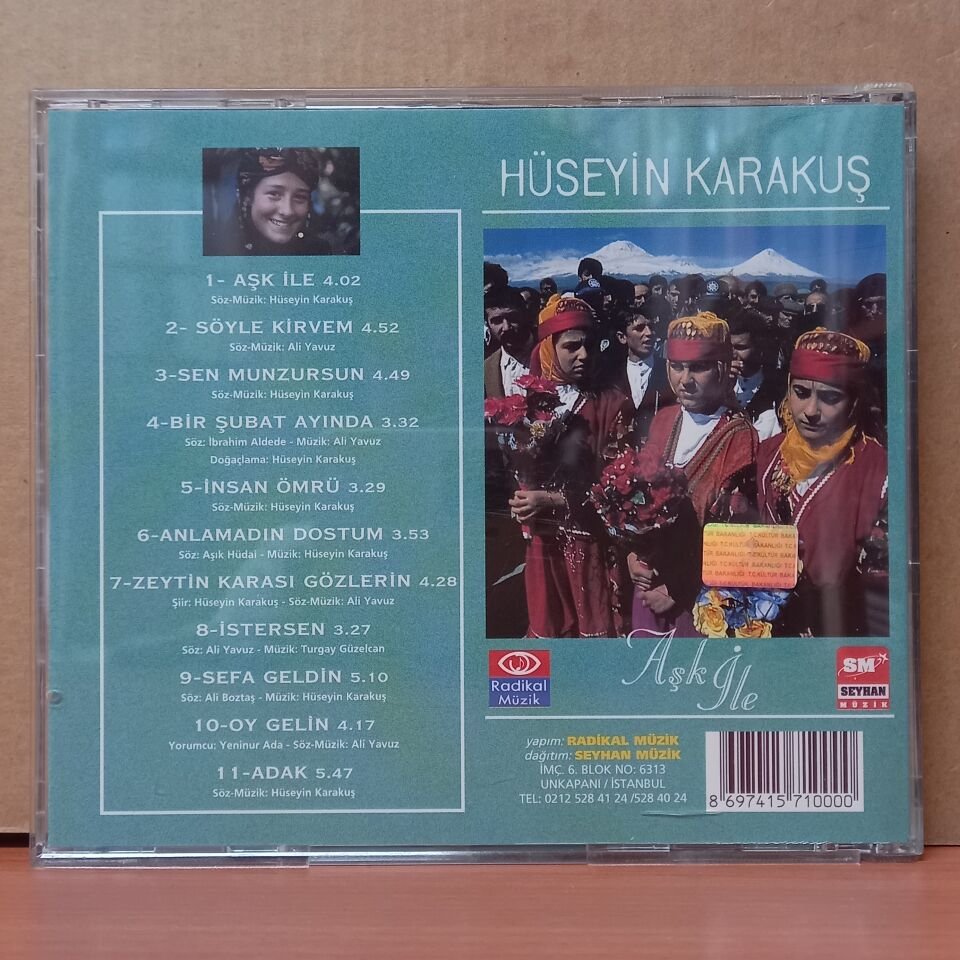 HÜSEYİN KARAKUŞ
1- AŞK İLE 4.02
Söz-Müzik: Hüseyin Karakuş
2- SÖYLE KİRVEM 4.52
Söz-Müzik: Ali Yavuz
3-SEN MUNZURSUN 4.49
Söz-Müzik: Hüseyin Karakuş
4-BİR ŞUBAT AYINDA 3.32
Söz: İbrahim Aldede - Müzik: Ali Yavuz
Doğaçlama: Hüseyin Karakuş
5-İNSAN ÖMRÜ 3.29
Söz-Müzik: Hüseyin Karakuş
6-ANLAMADIN DOSTUM 3.53
Söz: Aşık Hüdai - Müzik: Hüseyin Karakuş
7-ZEYTİN KARASI GÖZLERİN 4.28
Şiir: Hüseyin Karakuş - Söz-Müzik: Ali Yavuz
8-İSTERSEN 3.27
Söz: Ali Yavuz - Müzik: Turgay Güzelcan
9-SEFA GELDİN 5.10
Söz: Ali Boztaş - Müzik: Hüseyin Karakuş
10-OY GELİN 4.17
Yorumcu: Yeninur Ada - Söz-Müzik: Ali Yavuz
11-ADAK 5.47
Söz-Müzik: Hüseyin Karakuş
T.C.KÜLTÜR BAKANLIĞI
Radikal
Müzik
Aşk İle
SM
SEYHAN
MÜZİK
yapım: RADİKAL MÜZİK
dağıtım: SEYHAN MÜZİK
İMÇ. 6. BLOK NO: 6313
UNKAPANI / İSTANBUL
TEL: 0212 528 41 24 /528 40 24
8 697415 710000